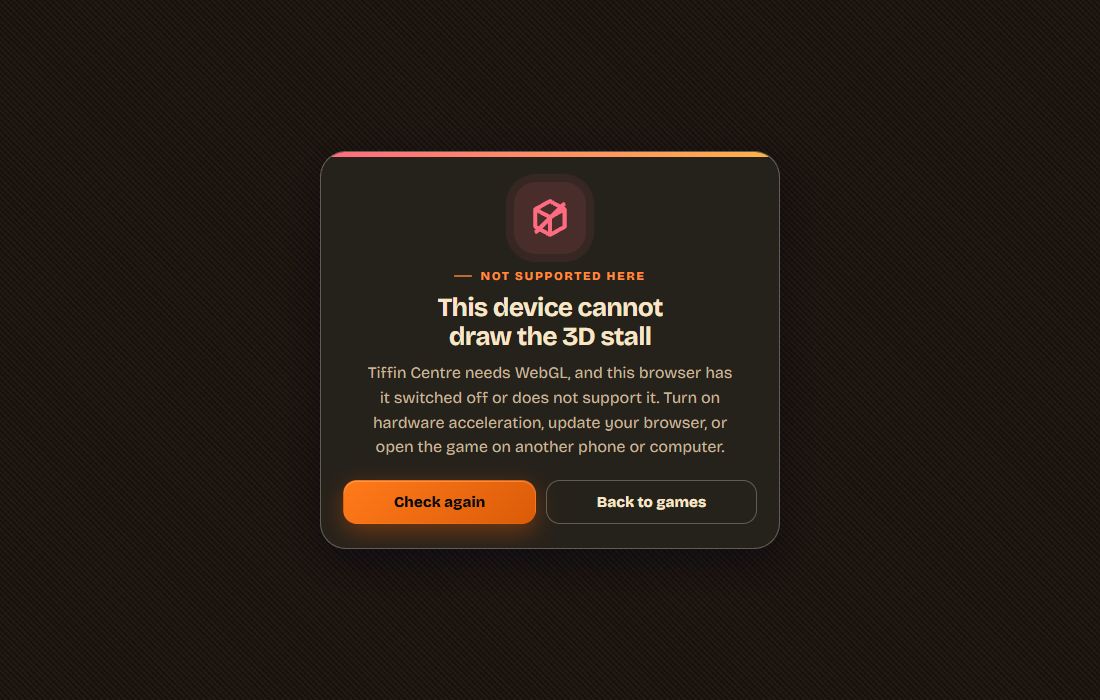 NOT SUPPORTED HERE
This device cannot
draw the 3D stall
Tiffin Centre needs WebGL, and this browser has
it switched off or does not support it. Turn on
hardware acceleration, update your browser, or
open the game on another phone or computer.
Check again
Back to games